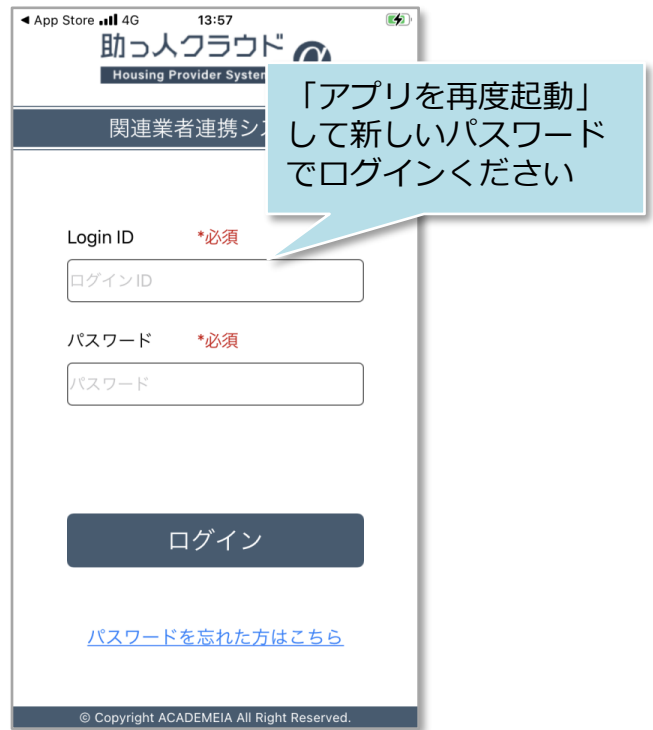 ◀ App Store 4G 13:57
助っ人クラウド
Housing Provider System
関連業者連携シ
「アプリを再度起動」
して新しいパスワード
でログインください
Login ID *必須
ログインID
パスワード *必須
パスワード
ログイン
パスワードを忘れた方はこちら
© Copyright ACADEMEIA All Right Reserved.